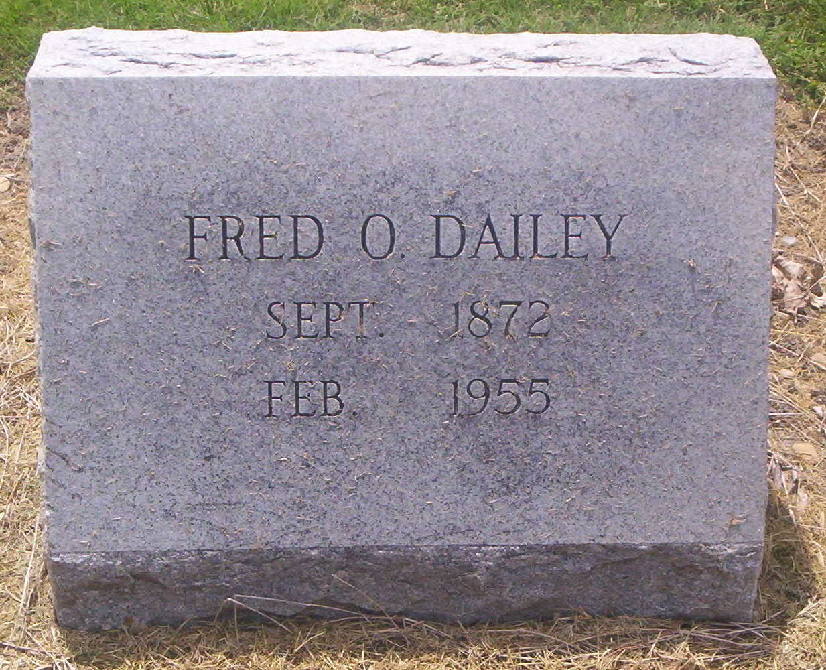 FRED O. DAILEY
SEPT. 1872
FEB. 1955